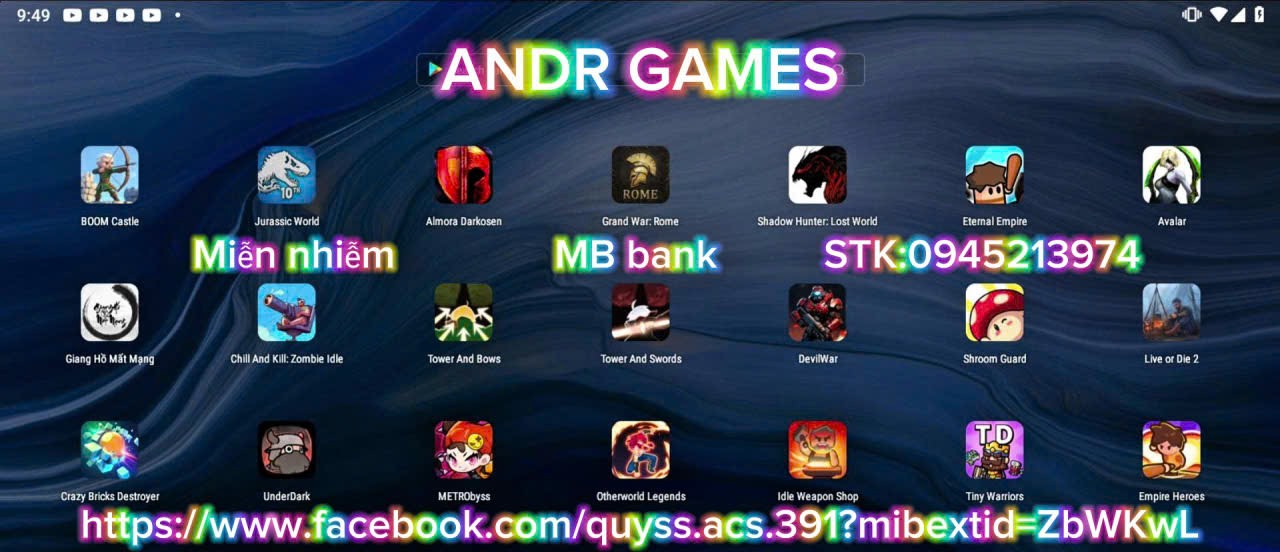 9:49
ANDR GAMES
10TH
ROME
BOOM Castle Jurassic World Almora Darkosen Grand War: Rome Shadow Hunter: Lost World Eternal Empire Avalar
Miễn nhiễm MB bank STK:0945213974
Giang Hồ Mất Mạng Chill And Kill: Zombie Idle Tower And Bows Tower And Swords DevilWar Shroom Guard Live or Die 2
TD
Crazy Bricks Destroyer UnderDark METRObyss Otherworld Legends Idle Weapon Shop Tiny Warriors Empire Heroes
https://www.facebook.com/quyss.acs.391?mibextid=ZbWKwL